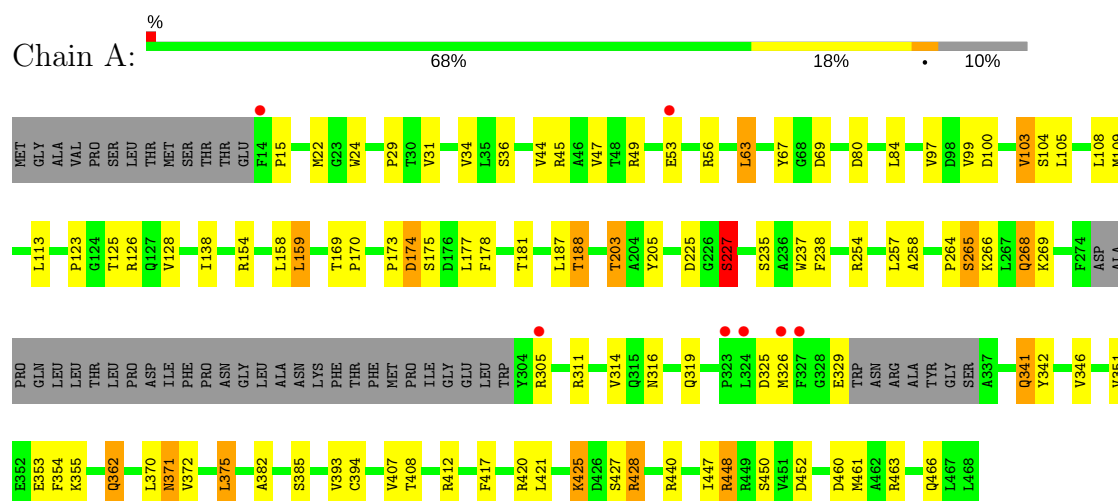 %
Chain A:
68% 18% • 10%
MET GLY ALA VAL PRO SER LEU THR MET SER THR THR GLU F14 P15 M22 G23 W24 P29 T30 V31 V34 L35 S36 V44 R45 A46 V47 T48 R49 E53 R56 L63 Y67 G68 D69 D80 L84 V97 D98 V99 D100 V103 S104 L105 L108 M109
L113 P123 G124 T125 R126 Q127 V128 I138 R154 L158 L159 T169 P170 P173 D174 S175 D176 L177 F178 T181 L187 T188 T203 A204 Y205 D225 G226 S227 S235 A236 W237 F238 R254 L257 A258 P264 S265 K266 L267 Q268 K269 F274 ASP ALA
PRO GLN LEU LEU THR LEU LEU PRO ASP ILE PHE PRO ASN GLY LEU ALA ASN LYS PHE THR PHE MET PRO ILE GLY GLU LEU TRP Y304 R305 R311 V314 Q315 N316 Q319 P323 L324 D325 M326 F327 G328 E329 TRP ASN ARG ALA TYR GLY SER A337 Q341 Y342 V346 V351
E352 E353 F354 K355 Q362 L370 N371 V372 L375 A382 S385 V393 C394 V407 T408 R412 F417 R420 L421 K425 D426 S427 R428 R440 I447 R448 R449 S450 V451 D452 D460 M461 A462 R463 Q466 L467 L468